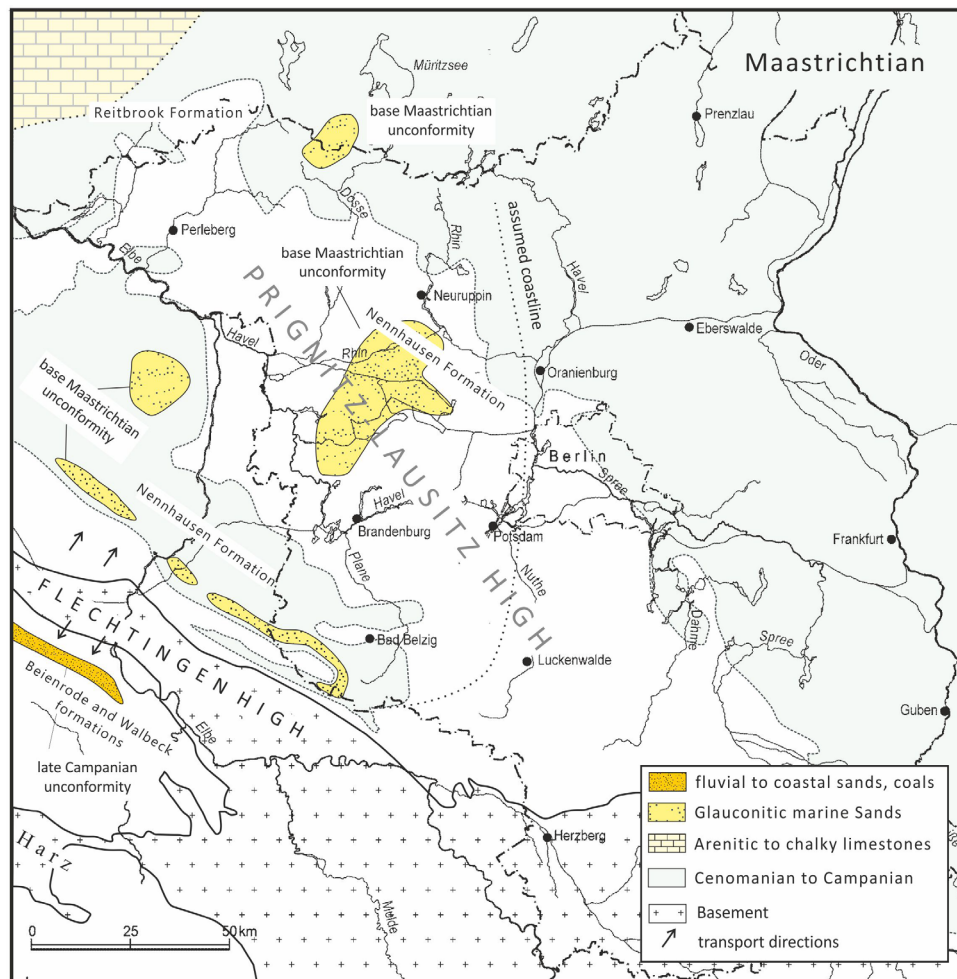 Maastrichtian
Müritzsee
Prenzlau
Reitbrook Formation
base Maastrichtian
unconformity
Dosse
Rhin
assumed coastline
Havel
Perleberg
Elbe
base Maastrichtian
unconformity
PRIGNITZ LAUSITZ HIGH
Neuruppin
Nennhausen Formation
Eberswalde
Oder
Havel
Rhin
Oranienburg
base Maastrichtian
unconformity
Berlin
Spree
Nennhausen Formation
Havel
Brandenburg
Potsdam
Frankfurt
Plane
Nuthe
Dahme
Spree
FLECHTINGEN HIGH
Bad Belzig
Luckenwalde
Guben
Beienrode and Walbeck
formations
Elbe
late Campanian
unconformity
Harz
Herzberg
Mulde
0 25 50 km
fluvial to coastal sands, coals
Glauconitic marine Sands
Arenitic to chalky limestones
Cenomanian to Campanian
Basement
transport directions